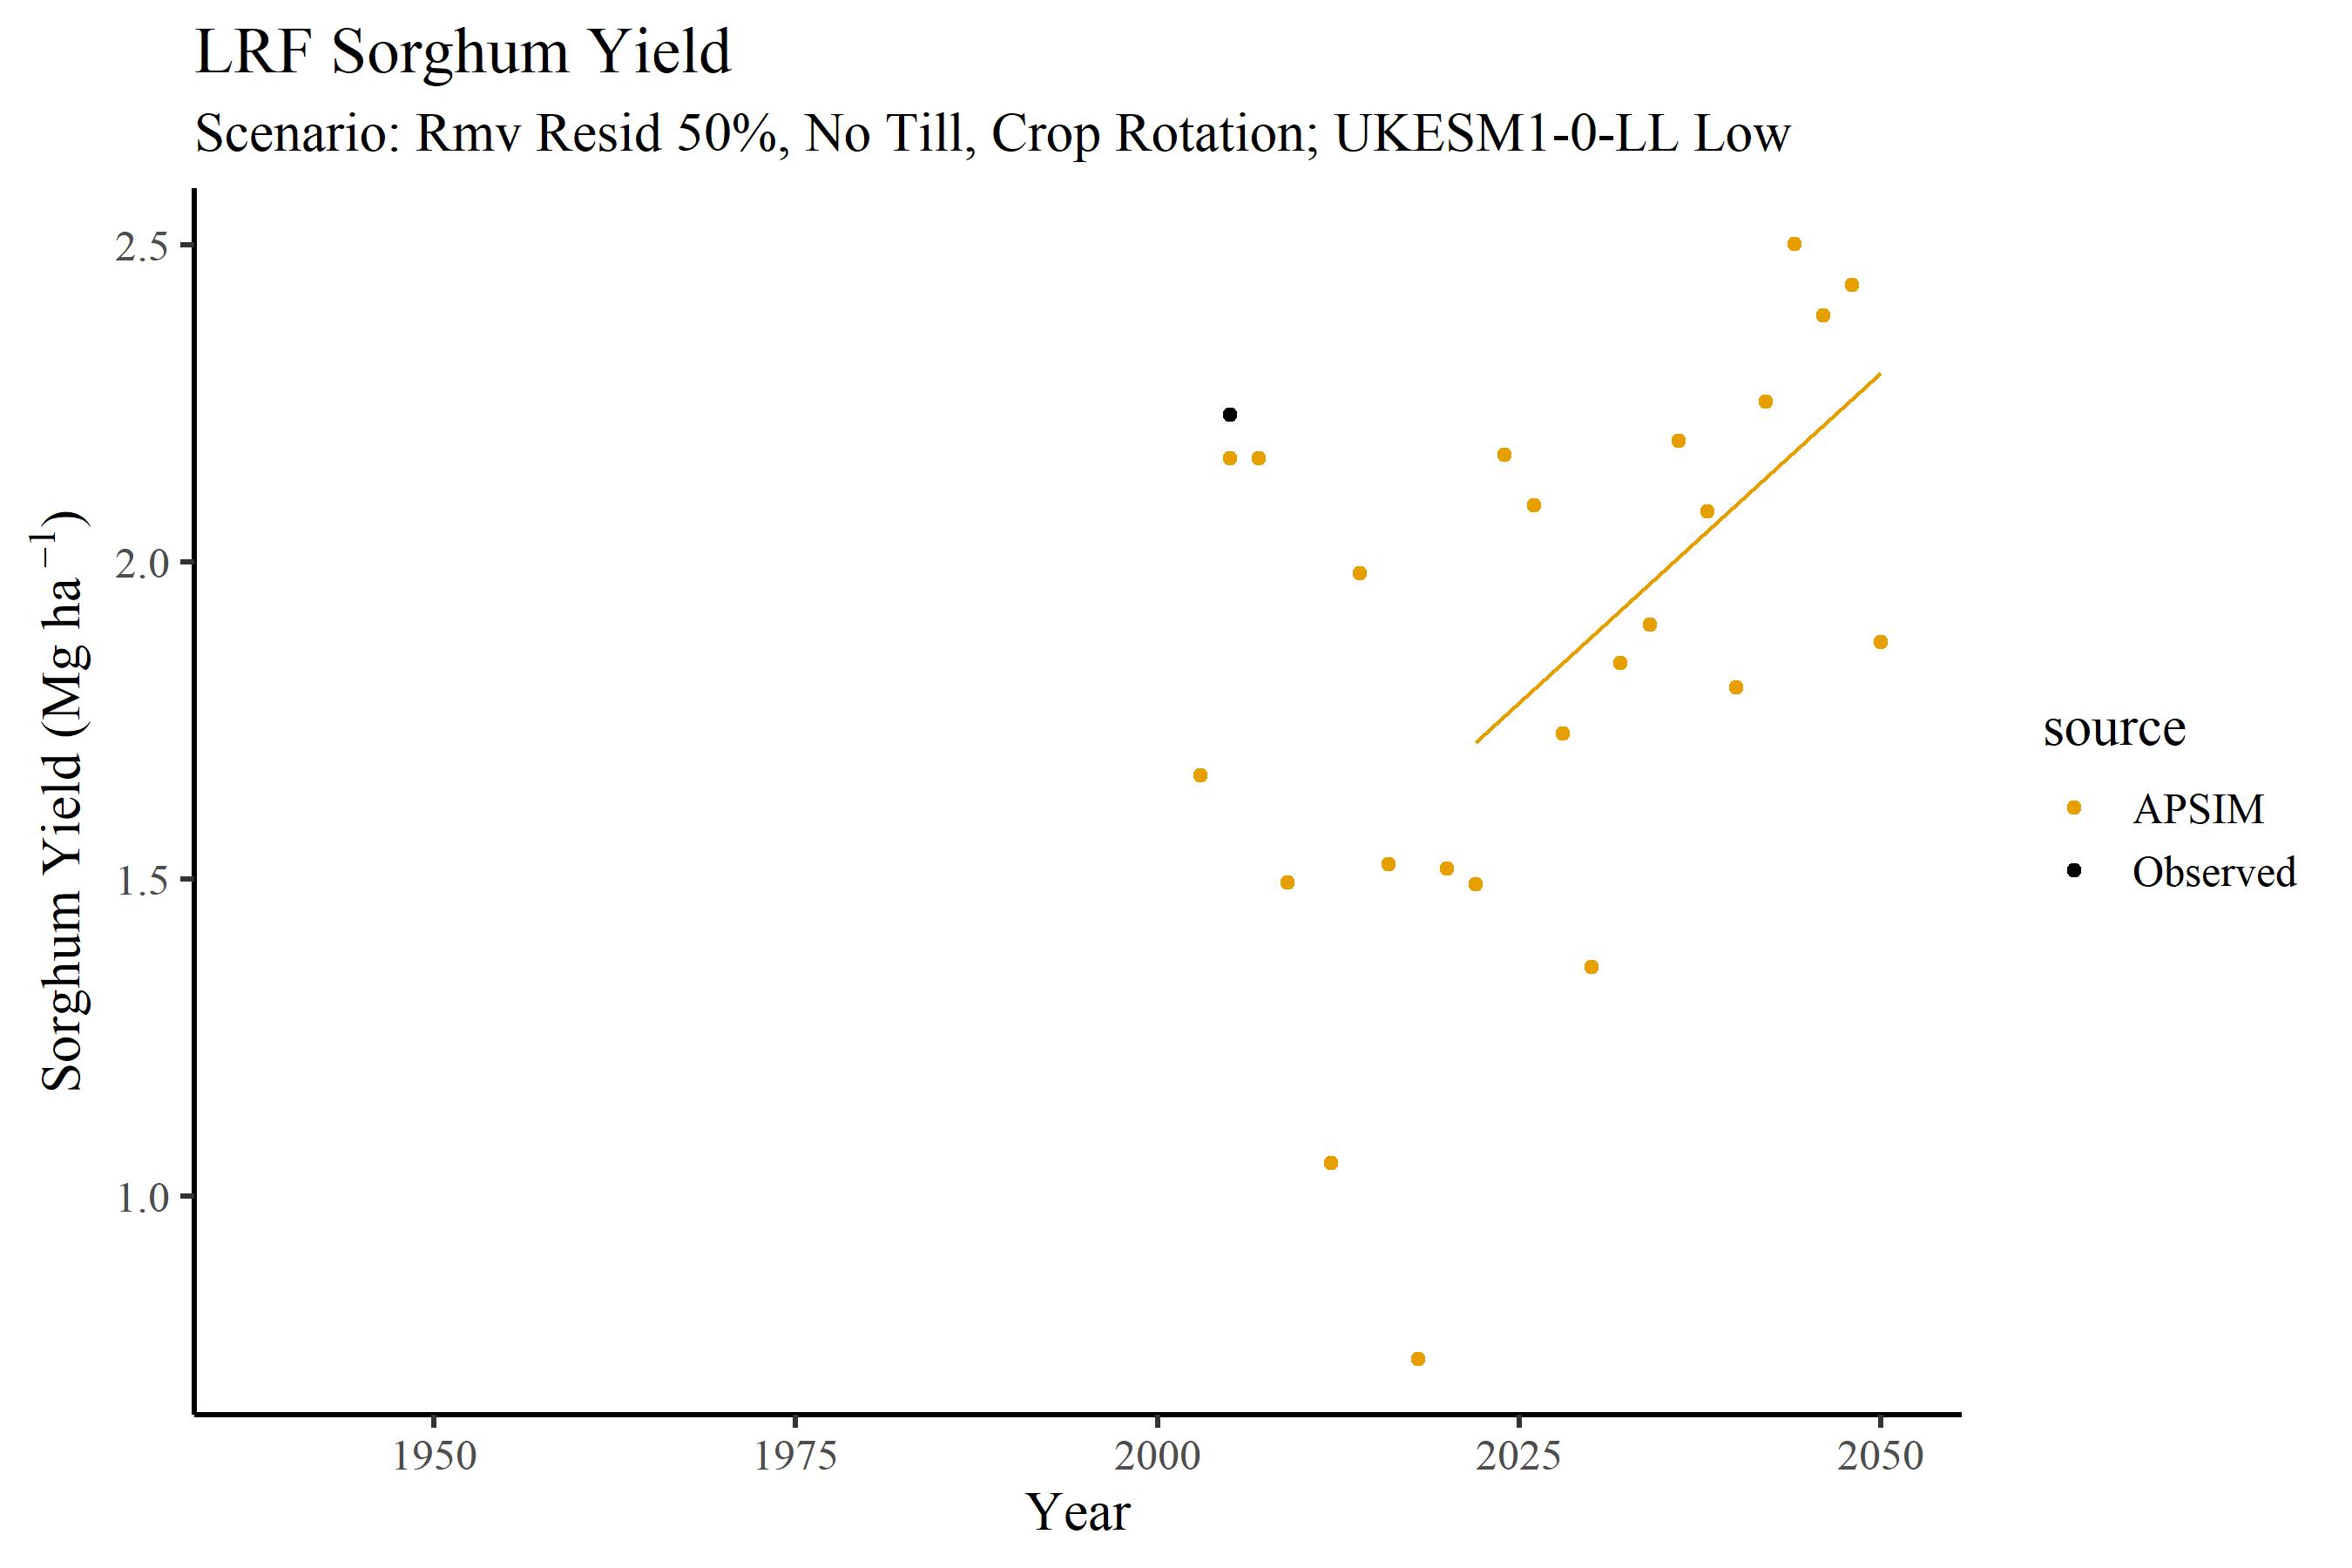 LRF Sorghum Yield
Scenario: Rmv Resid 50%, No Till, Crop Rotation; UKESM1-0-LL Low
Sorghum Yield (Mg ha⁻¹)
2.5
2.0
1.5
1.0
1950 1975 2000 2025 2050
Year
source
APSIM
Observed